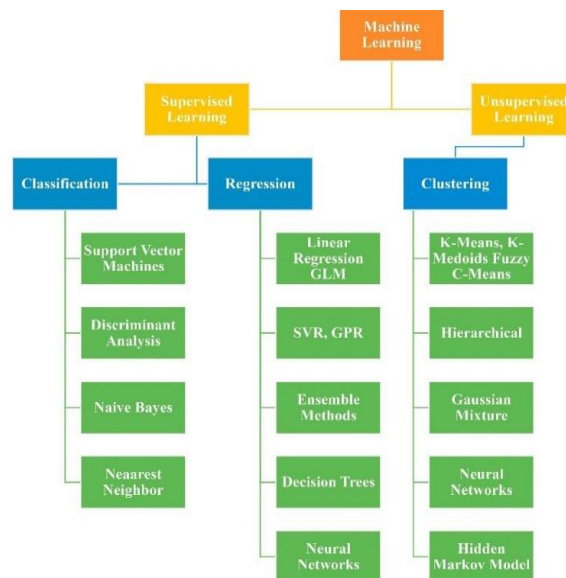 Machine
Learning
Supervised
Learning
Unsupervised
Learning
Classification
Regression
Clustering
Support Vector
Machines
Discriminant
Analysis
Naive Bayes
Neaarest
Neighbor
Linear
Regression
GLM
SVR, GPR
Ensemble
Methods
Decision Trees
Neural
Networks
K-Means, K-
Medoids Fuzzy
C-Means
Hierarchical
Gaussian
Mixture
Neural
Networks
Hidden
Markov Model